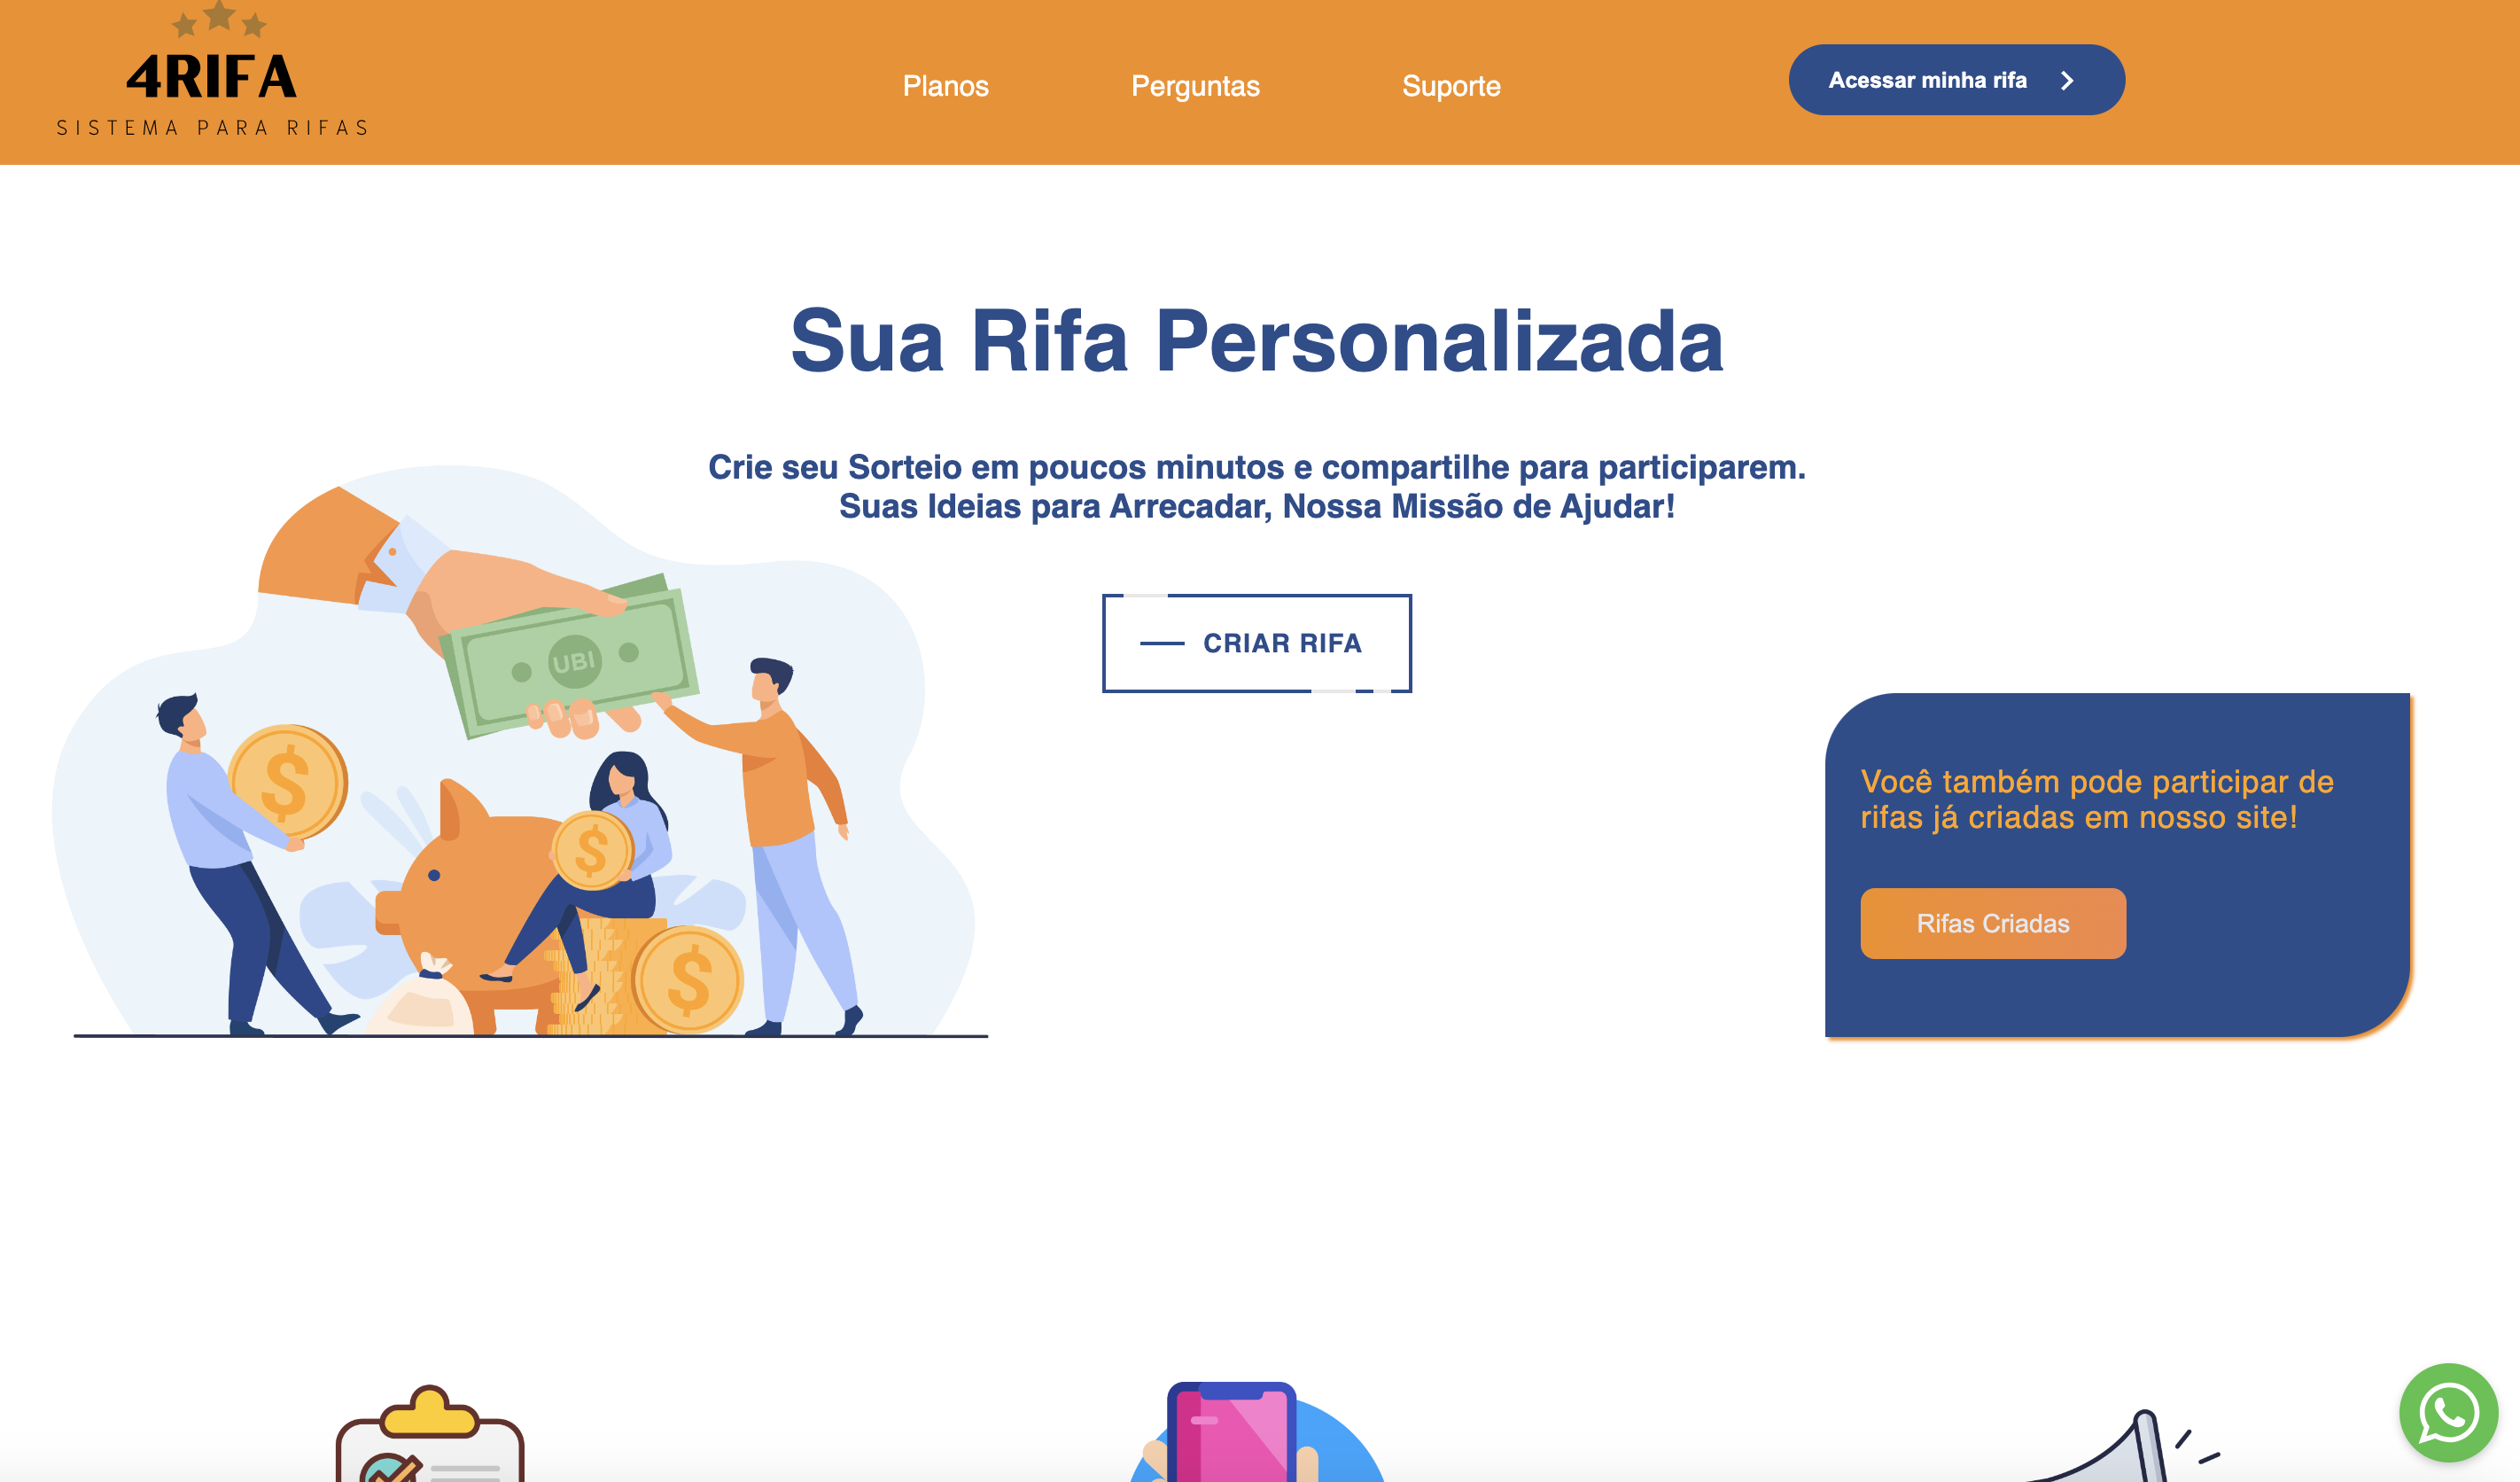 4RIFA
SISTEMA PARA RIFAS
Planos
Perguntas
Suporte
Acessar minha rifa
Sua Rifa Personalizada
Crie seu Sorteio em poucos minutos e compartilhe para participarem.
Suas Ideias para Arrecadar, Nossa Missão de Ajudar!
CRIAR RIFA
UBI
$
$
$
Você também pode participar de
rifas já criadas em nosso site!
Rifas Criadas